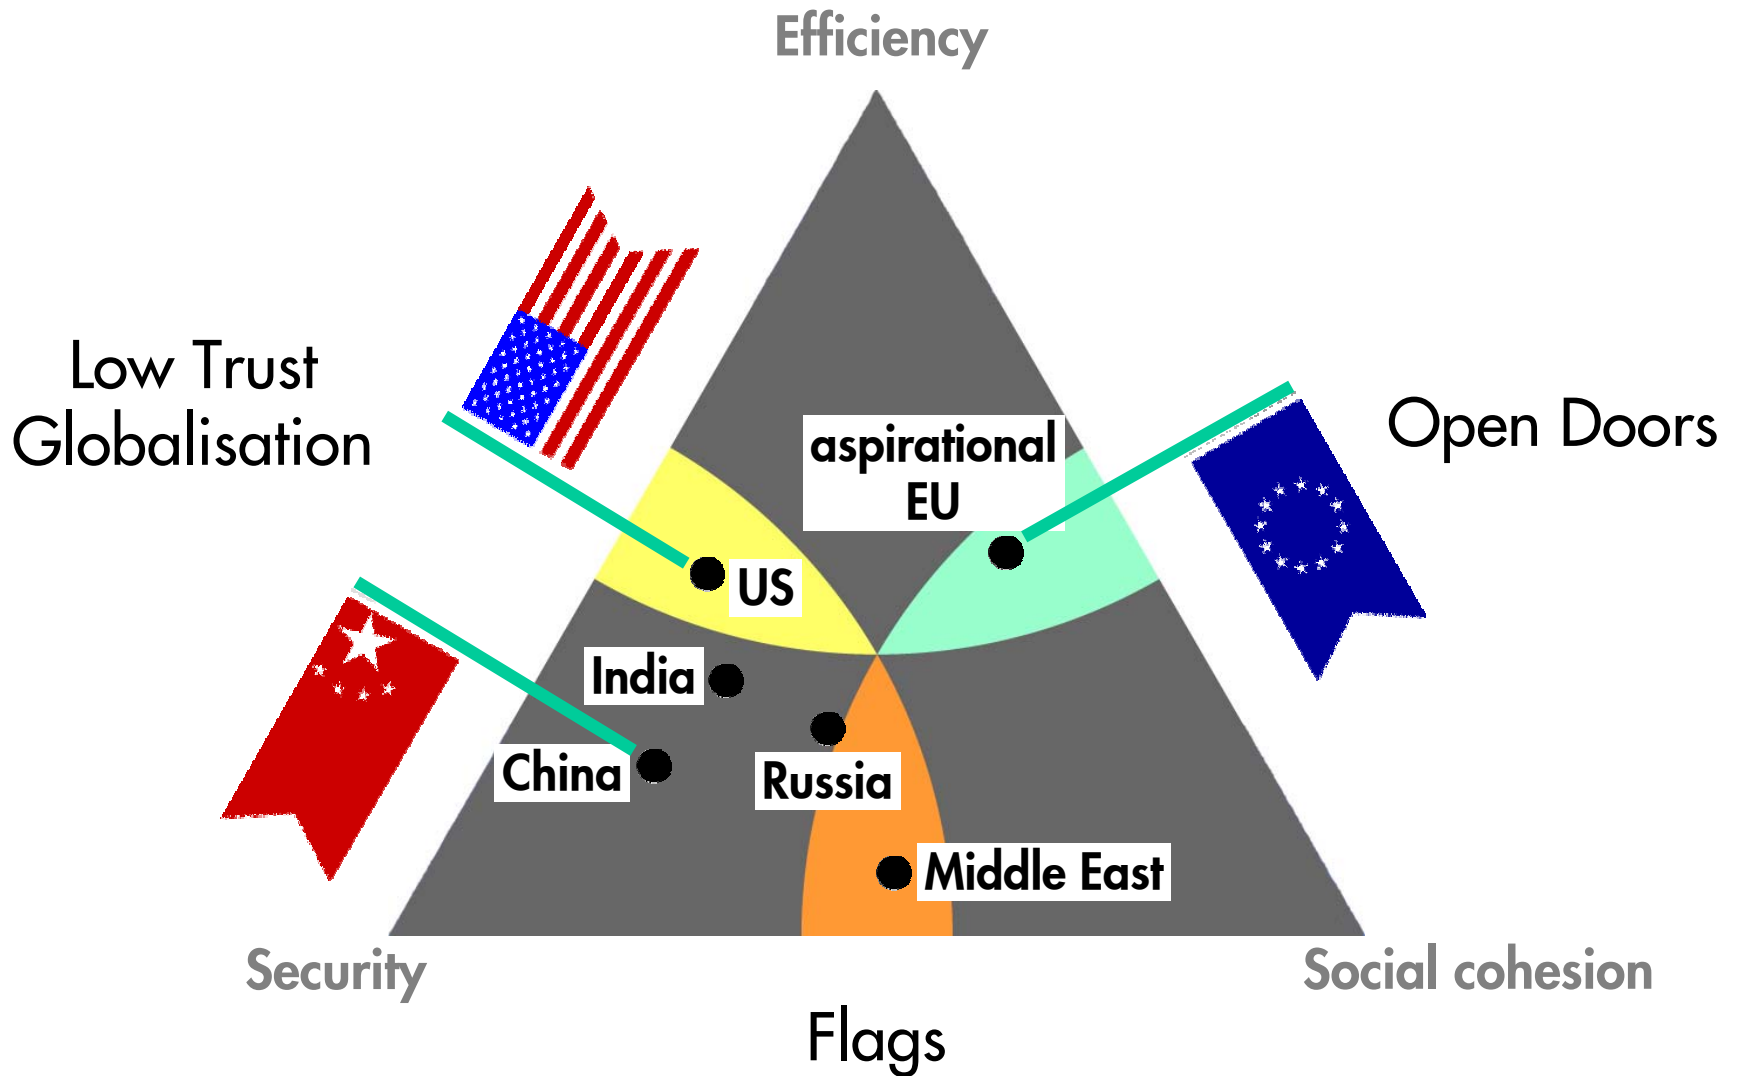 Efficiency
Low Trust
Globalisation
aspirational
EU
Open Doors
US
India
China
Russia
Middle East
Security
Social cohesion
Flags